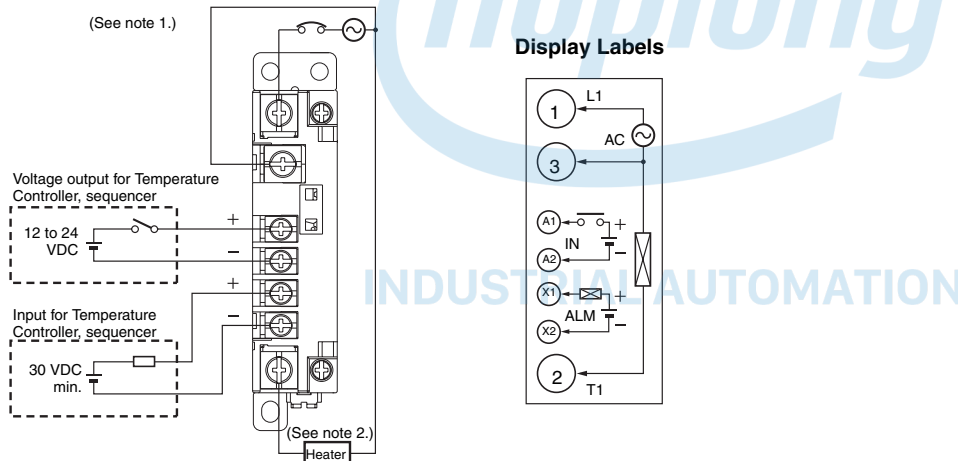 (See note 1.)
Voltage output for Temperature
Controller, sequencer
12 to 24
VDC
+
−
+
−
Input for Temperature
Controller, sequencer
30 VDC
min.
(See note 2.)
Heater
Display Labels
1
L1
AC
3
A1
+
IN
−
A2
X1
+
ALM
−
X2
2
T1
INDUSTRIAL AUTOMATION